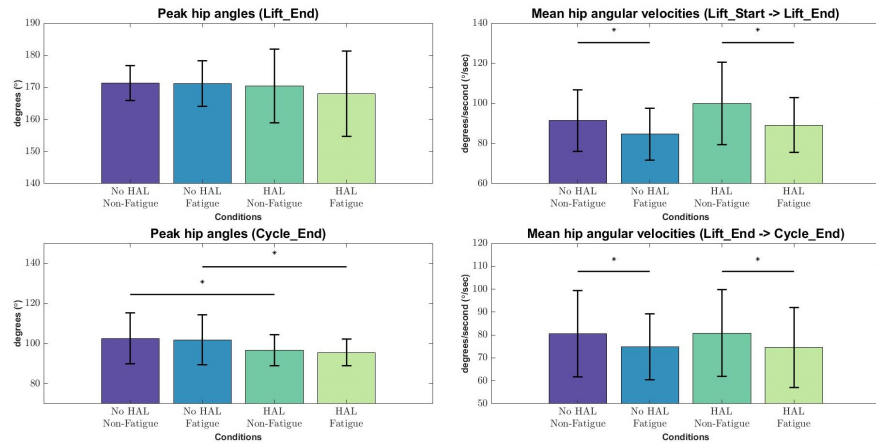 Peak hip angles (Lift_End)
degrees (°)
190
180
170
160
150
140
No HAL
Non-Fatigue
No HAL
Fatigue
HAL
Non-Fatigue
HAL
Fatigue
Conditions
Mean hip angular velocities (Lift_Start -> Lift_End)
degrees/second (°/sec)
140
120
100
80
60
*
*
No HAL
Non-Fatigue
No HAL
Fatigue
HAL
Non-Fatigue
HAL
Fatigue
Conditions
Peak hip angles (Cycle_End)
degrees (°)
140
120
100
80
*
*
No HAL
Non-Fatigue
No HAL
Fatigue
HAL
Non-Fatigue
HAL
Fatigue
Conditions
Mean hip angular velocities (Lift_End -> Cycle_End)
degrees/second (°/sec)
120
110
100
90
80
70
60
50
*
*
No HAL
Non-Fatigue
No HAL
Fatigue
HAL
Non-Fatigue
HAL
Fatigue
Conditions